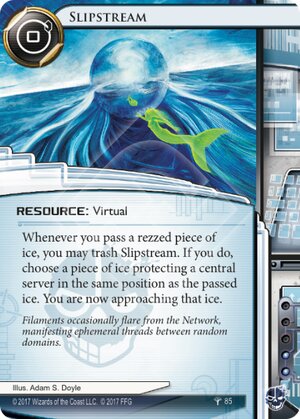 SLIPSTREAM
RESOURCE: Virtual
Whenever you pass a rezzed piece of
ice, you may trash Slipstream. If you do,
choose a piece of ice protecting a central
server in the same position as the passed
ice. You are now approaching that ice.
Filaments occasionally flare from the Network,
manifesting ephemeral threads between random
domains.
Illus. Adam S. Doyle
© 2017 Wizards of the Coast LLC. © 2017 FFG 85